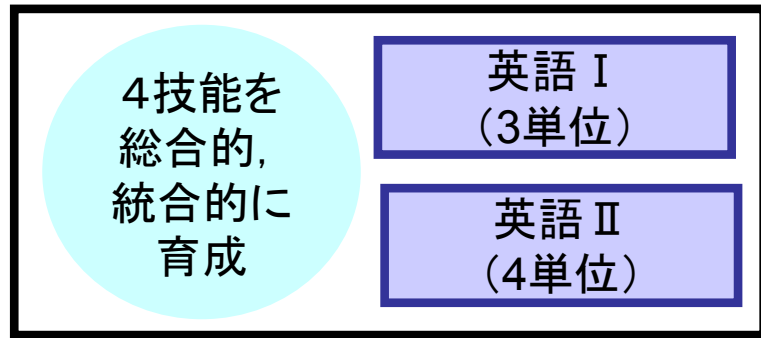 ４技能を
総合的,
統合的に
育成
英語Ⅰ
（3単位）
英語Ⅱ
（4単位）